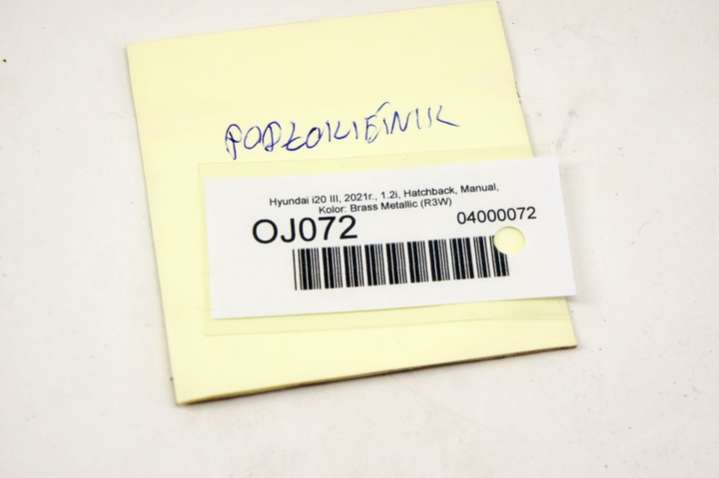 PODŁOKIETNIK
Hyundai i20 III, 2021r., 1.2i, Hatchback, Manual,
Kolor: Brass Metallic (R3W)
OJ072
04000072